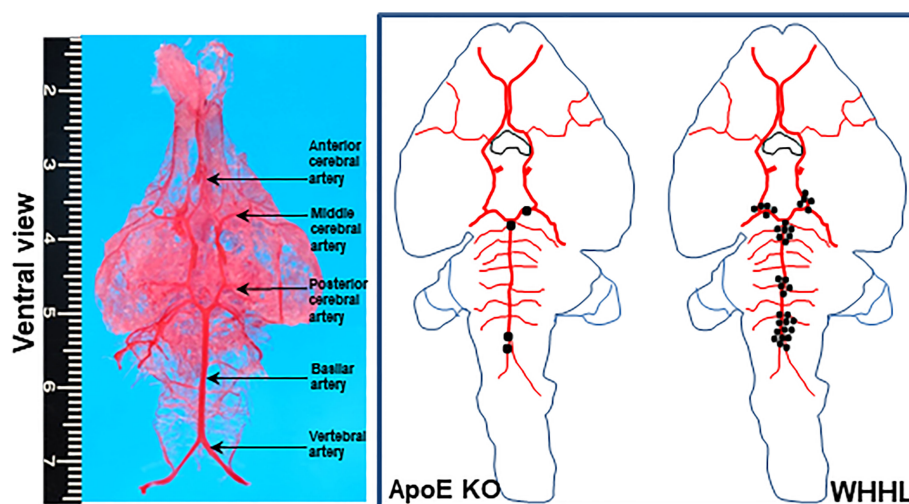 Ventral view
2
3
4
5
6
7
Anterior
cerebral
artery
Middle
cerebral
artery
Posterior
cerebral
artery
Basilar
artery
Vertebral
artery
ApoE KO
WHHL